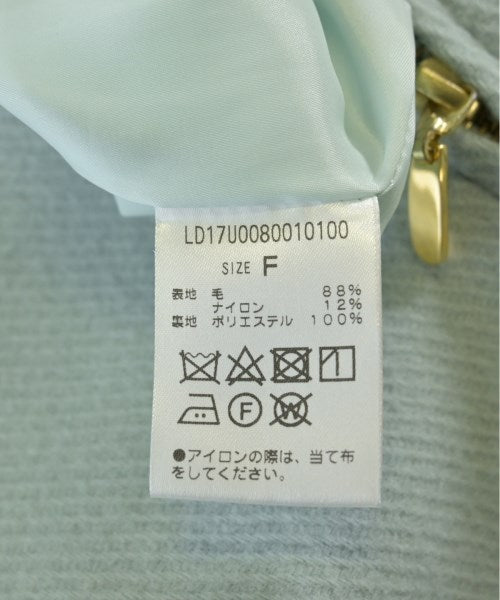 LD17U0080010100
SIZE F
表地 毛 88%
ナイロン 12%
裏地 ポリエステル 100%
F W
●アイロンの際は、当て布
をしてください。